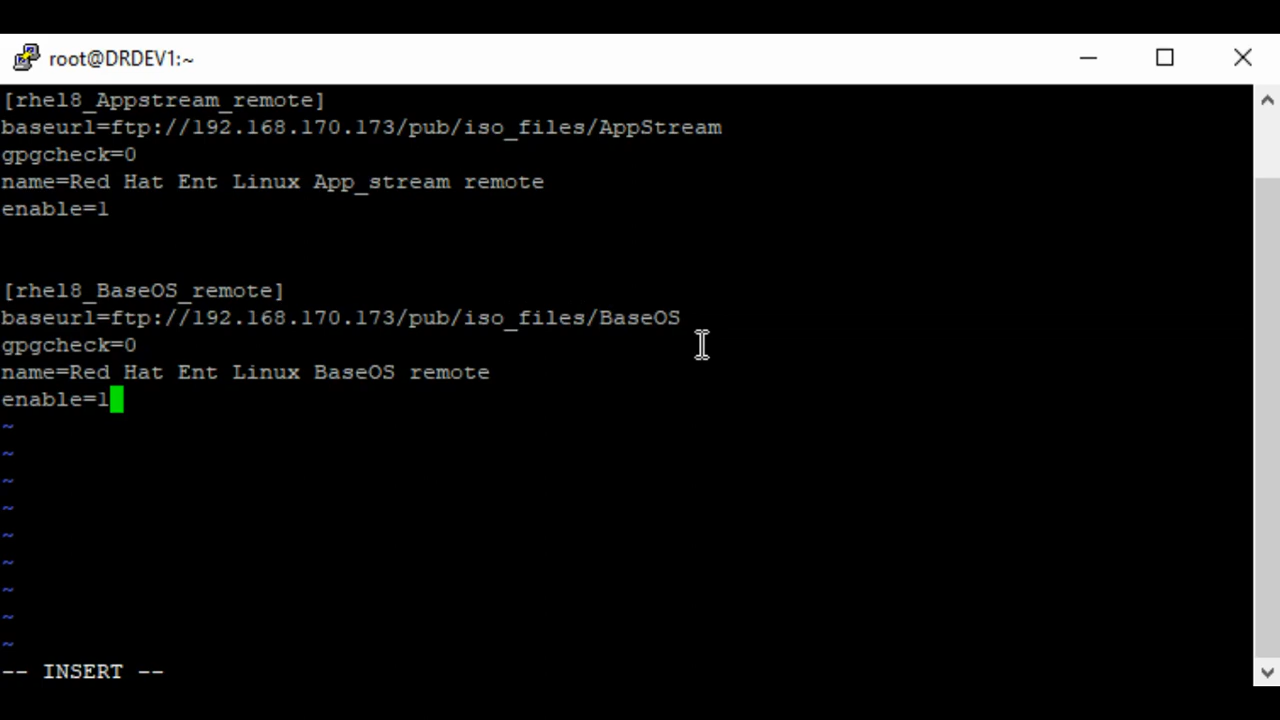 root@DRDEV1:~
[rhel8_Appstream_remote]
baseurl=ftp://192.168.170.173/pub/iso_files/AppStream
gpgcheck=0
name=Red Hat Ent Linux App_stream remote
enable=1
[rhel8_BaseOS_remote]
baseurl=ftp://192.168.170.173/pub/iso_files/BaseOS
gpgcheck=0
name=Red Hat Ent Linux BaseOS remote
enable=1
~
~
~
~
~
~
~
~
~
-- INSERT --